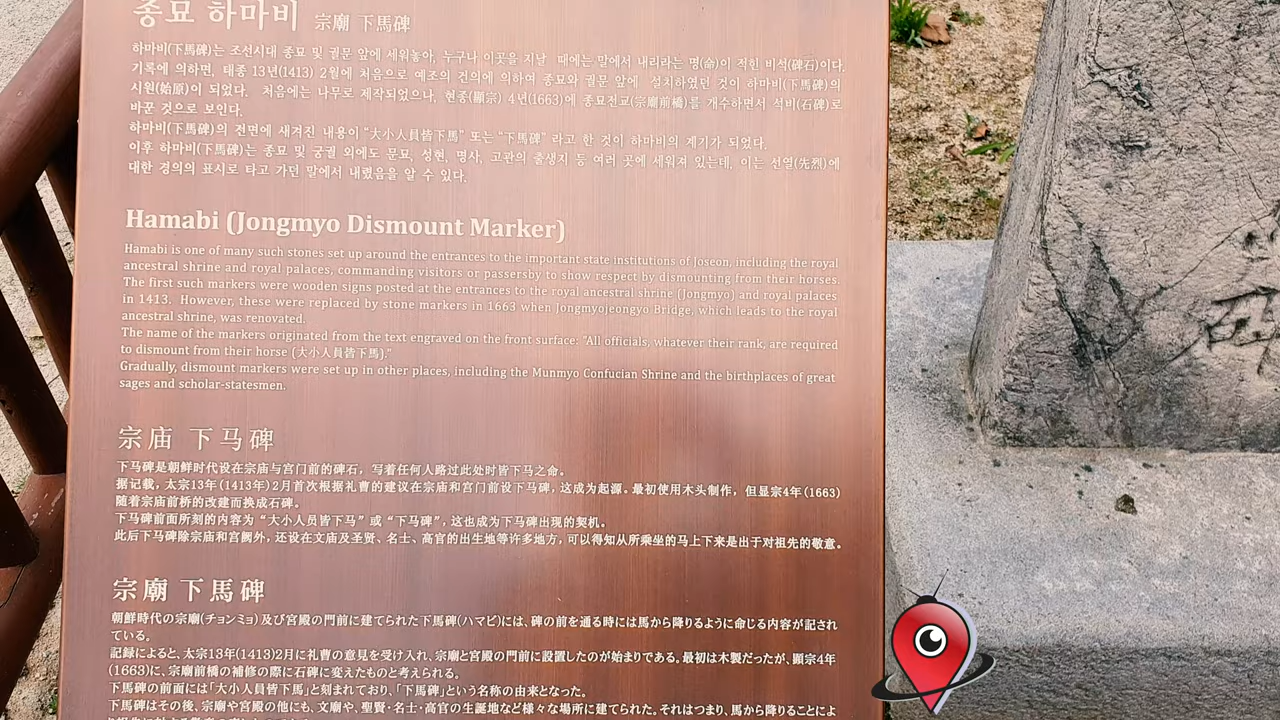 종묘 하마비 宗廟 下馬碑
하마비(下馬碑)는 조선시대 종묘 및 궐문 앞에 세워놓아, 누구나 이곳을 지날 때에는 말에서 내리라는 명(命)이 적힌 비석(碑石)이다.
기록에 의하면, 태종 13년(1413) 2월에 처음으로 예조의 건의에 의하여 종묘와 궐문 앞에 설치하였던 것이 하마비(下馬碑)의
시원(始原)이 되었다. 처음에는 나무로 제작되었으나, 현종(顯宗) 4년(1663)에 종묘전교(宗廟前橋)를 개수하면서 석비(石碑)로
바꾼 것으로 보인다.
하마비(下馬碑)의 전면에 새겨진 내용이 "大小人員皆下馬" 또는 "下馬碑" 라고 한 것이 하마비의 계기가 되었다.
이후 하마비(下馬碑)는 종묘 및 궁궐 외에도 문묘, 성현, 명사, 고관의 출생지 등 여러 곳에 세워져 있는데, 이는 선열(先烈)에
대한 경의의 표시로 타고 가던 말에서 내렸음을 알 수 있다.
Hamabi (Jongmyo Dismount Marker)
Hamabi is one of many such stones set up around the entrances to the important state institutions of Joseon, including the royal
ancestral shrine and royal palaces, commanding visitors or passersby to show respect by dismounting from their horses.
The first such markers were wooden signs posted at the entrances to the royal ancestral shrine (Jongmyo) and royal palaces
in 1413. However, these were replaced by stone markers in 1663 when Jongmyojeongyo Bridge, which leads to the royal
ancestral shrine, was renovated.
The name of the markers originated from the text engraved on the front surface: "All officials, whatever their rank, are required
to dismount from their horse (大小人員皆下馬)."
Gradually, dismount markers were set up in other places, including the Munmyo Confucian Shrine and the birthplaces of great
sages and scholar-statesmen.
宗庙 下马碑
下马碑是朝鲜时代设在宗庙与宫门前的碑石，写着任何人路过此处时皆下马之命。
据记载，太宗13年(1413年)2月首次根据礼曹的建议在宗庙和宫门前设下马碑，这成为起源。最初使用木头制作，但显宗4年(1663)
随着宗庙前桥的改建而换成石碑。
下马碑前面所刻的内容为“大小人员皆下马”或“下马碑”，这也成为下马碑出现的契机。
此后下马碑除宗庙和宫阙外，还设在文庙及圣贤、名士、高官的出生地等许多地方，可以得知从所乘坐的马上下来是出于对祖先的敬意。
宗廟 下馬碑
朝鮮時代の宗廟(チョンミョ)及び宮殿の門前に建てられた下馬碑(ハマビ)には、碑の前を通る時には馬から降りるように命じる内容が記され
ている。
記録によると、太宗13年(1413)2月に礼曹の意見を受け入れ、宗廟と宮殿の門前に設置したのが始まりである。最初は木製だったが、顯宗4年
(1663)に、宗廟前橋の補修の際に石碑に変えたものと考えられる。
下馬碑の前面には「大小人員皆下馬」と刻まれており、「下馬碑」という名称の由来となった。
下馬碑はその後、宗廟や宮殿の他にも、文廟や、聖賢・名士・高官の生誕地など様々な場所に建てられた。それはつまり、馬から降りることによ